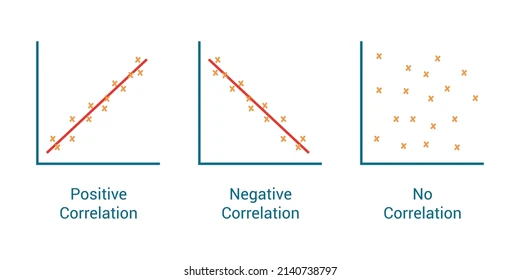 Positive
Correlation
Negative
Correlation
No
Correlation
shutterstock.com · 2140738797